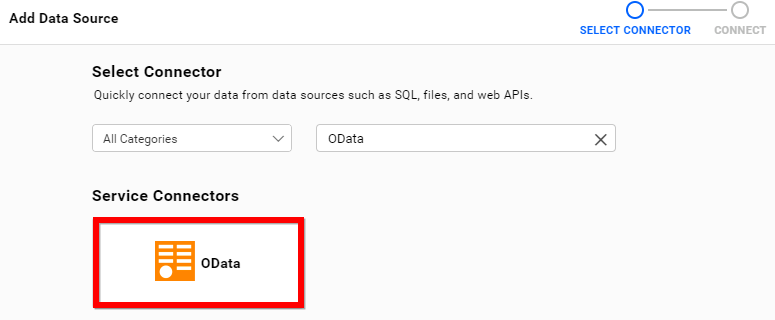 Add Data Source
SELECT CONNECTOR
CONNECT
Select Connector
Quickly connect your data from data sources such as SQL, files, and web APIs.
All Categories
OData
Service Connectors
OData